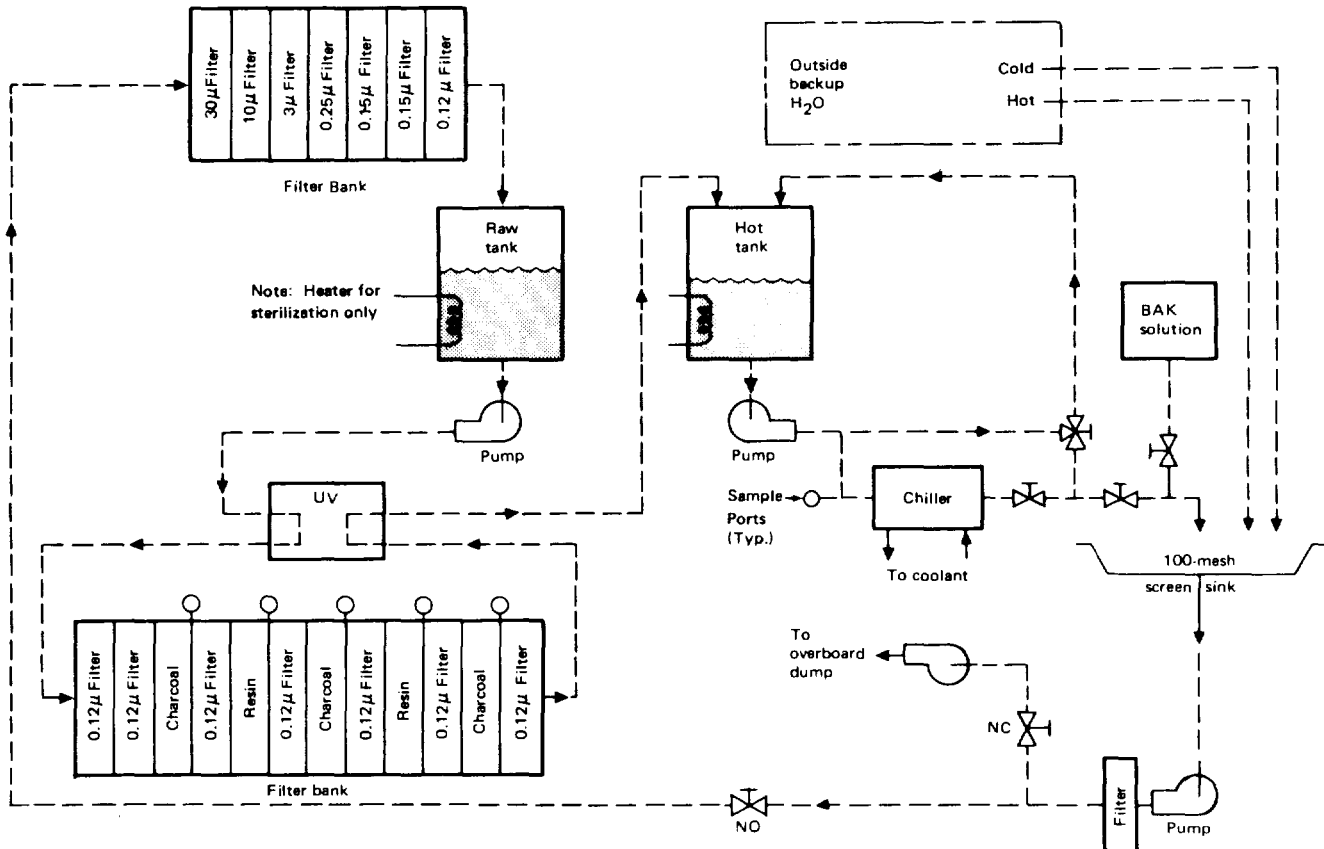 30μ Filter
10μ Filter
3μ Filter
0.25μ Filter
0.15μ Filter
0.15μ Filter
0.12μ Filter
Filter Bank
Outside
backup
H₂O
Cold
Hot
Raw
tank
Hot
tank
Note: Heater for
sterilization only
BAK
solution
Pump
Pump
UV
Sample
Ports
(Typ.)
Chiller
To coolant
100-mesh
screen sink
0.12μ Filter
0.12μ Filter
Charcoal
0.12μ Filter
Resin
0.12μ Filter
Charcoal
0.12μ Filter
Resin
0.12μ Filter
Charcoal
0.12μ Filter
Filter bank
To
overboard
dump
NC
NO
Filter
Pump